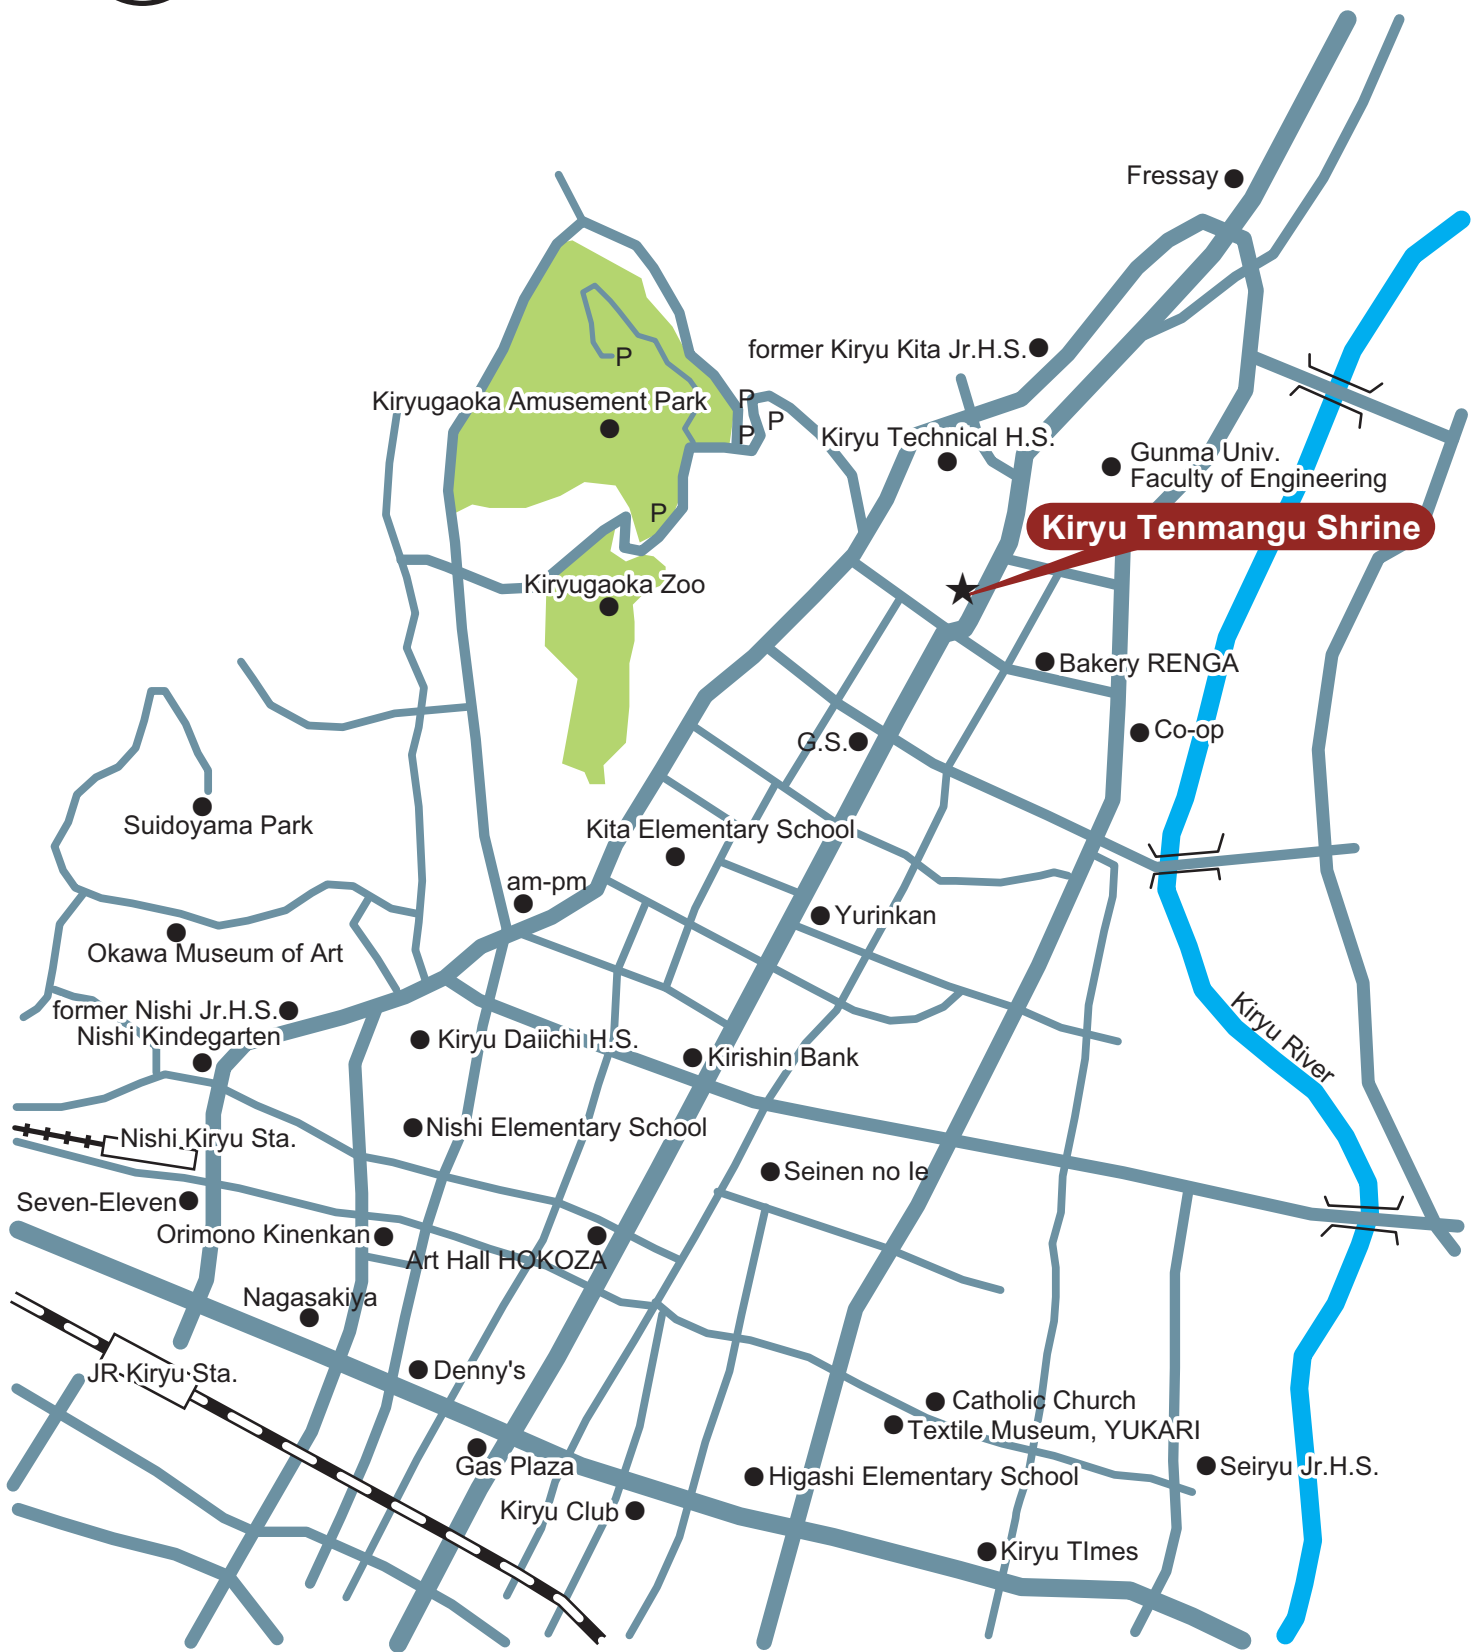 Fressay
former Kiryu Kita Jr.H.S.
P
Kiryugaoka Amusement Park
P
P
P
Kiryu Technical H.S.
Gunma Univ.
Faculty of Engineering
P
Kiryu Tenmangu Shrine
Kiryugaoka Zoo
Bakery RENGA
Co-op
G.S.
Suidoyama Park
Kita Elementary School
am-pm
Yurinkan
Okawa Museum of Art
former Nishi Jr.H.S.
Nishi Kindegarten
Kiryu Daiichi H.S.
Kirishin Bank
Kiryu River
Nishi Kiryu Sta.
Nishi Elementary School
Seinen no Ie
Seven-Eleven
Orimono Kinenkan
Art Hall HOKOZA
Nagasakiya
JR Kiryu Sta.
Denny's
Catholic Church
Textile Museum, YUKARI
Gas Plaza
Higashi Elementary School
Seiryu Jr.H.S.
Kiryu Club
Kiryu TImes